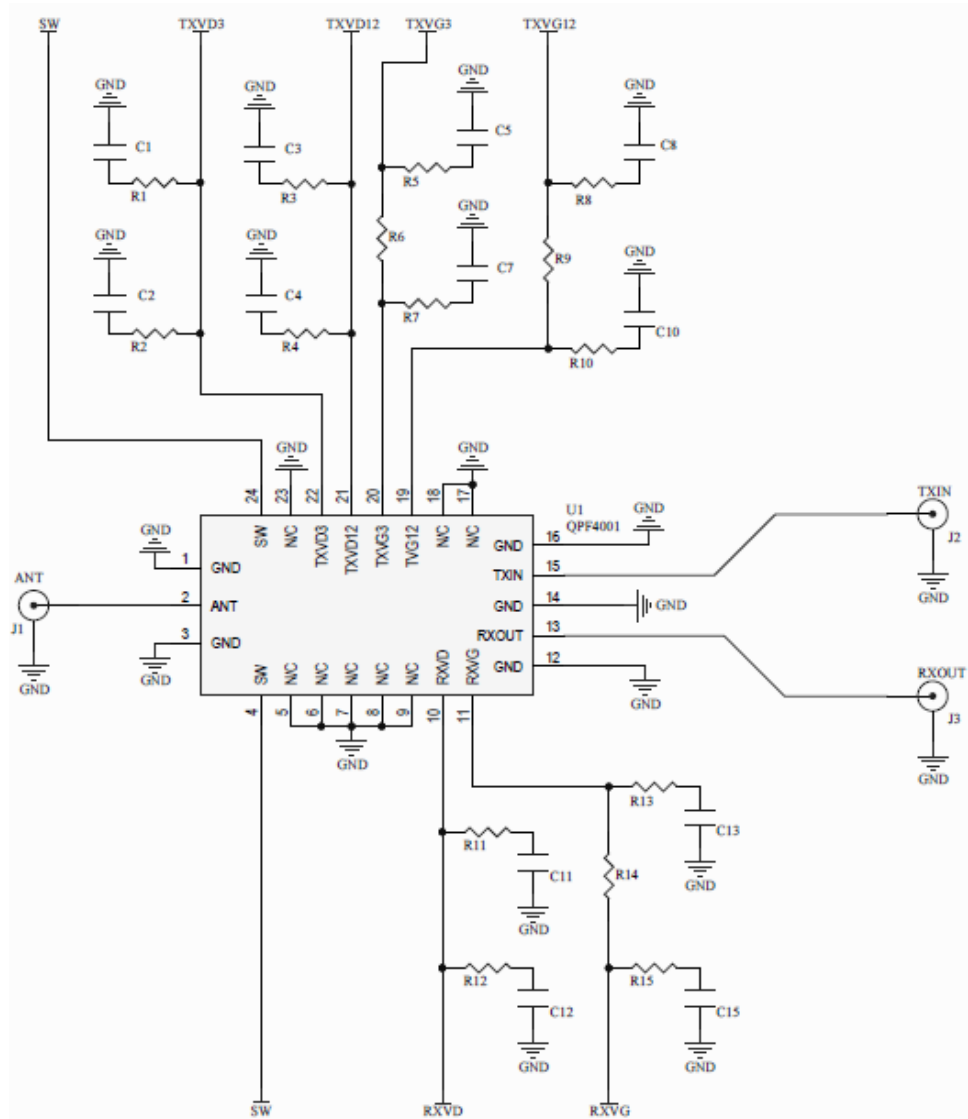 SW TXVD3 TXVD12 TXVG3 TXVG12
GND GND GND GND GND
C1 C3 C5 C8
R1 R3 R5 R8
GND GND R6 GND R9 GND
C2 C4 C7 C10
R2 R4 R7 R10
GND GND
24 23 22 21 20 19 18 17
SW N/C TXVD3 TXVD12 TXVG3 TVG12 N/C N/C
U1
QPF4001
GND 1 GND
ANT J1 GND 2 ANT
GND 3 GND
GND 16 GND
TXIN 15 TXIN J2 GND
GND 14 GND
RXOUT 13 RXOUT J3 GND
GND 12 GND
SW N/C N/C N/C N/C N/C RXVD RXVG
4 5 6 7 8 9 10 11
GND
R13 C13 GND
R11 C11 GND
R14
R12 C12 GND
R15 C15 GND
SW RXVD RXVG